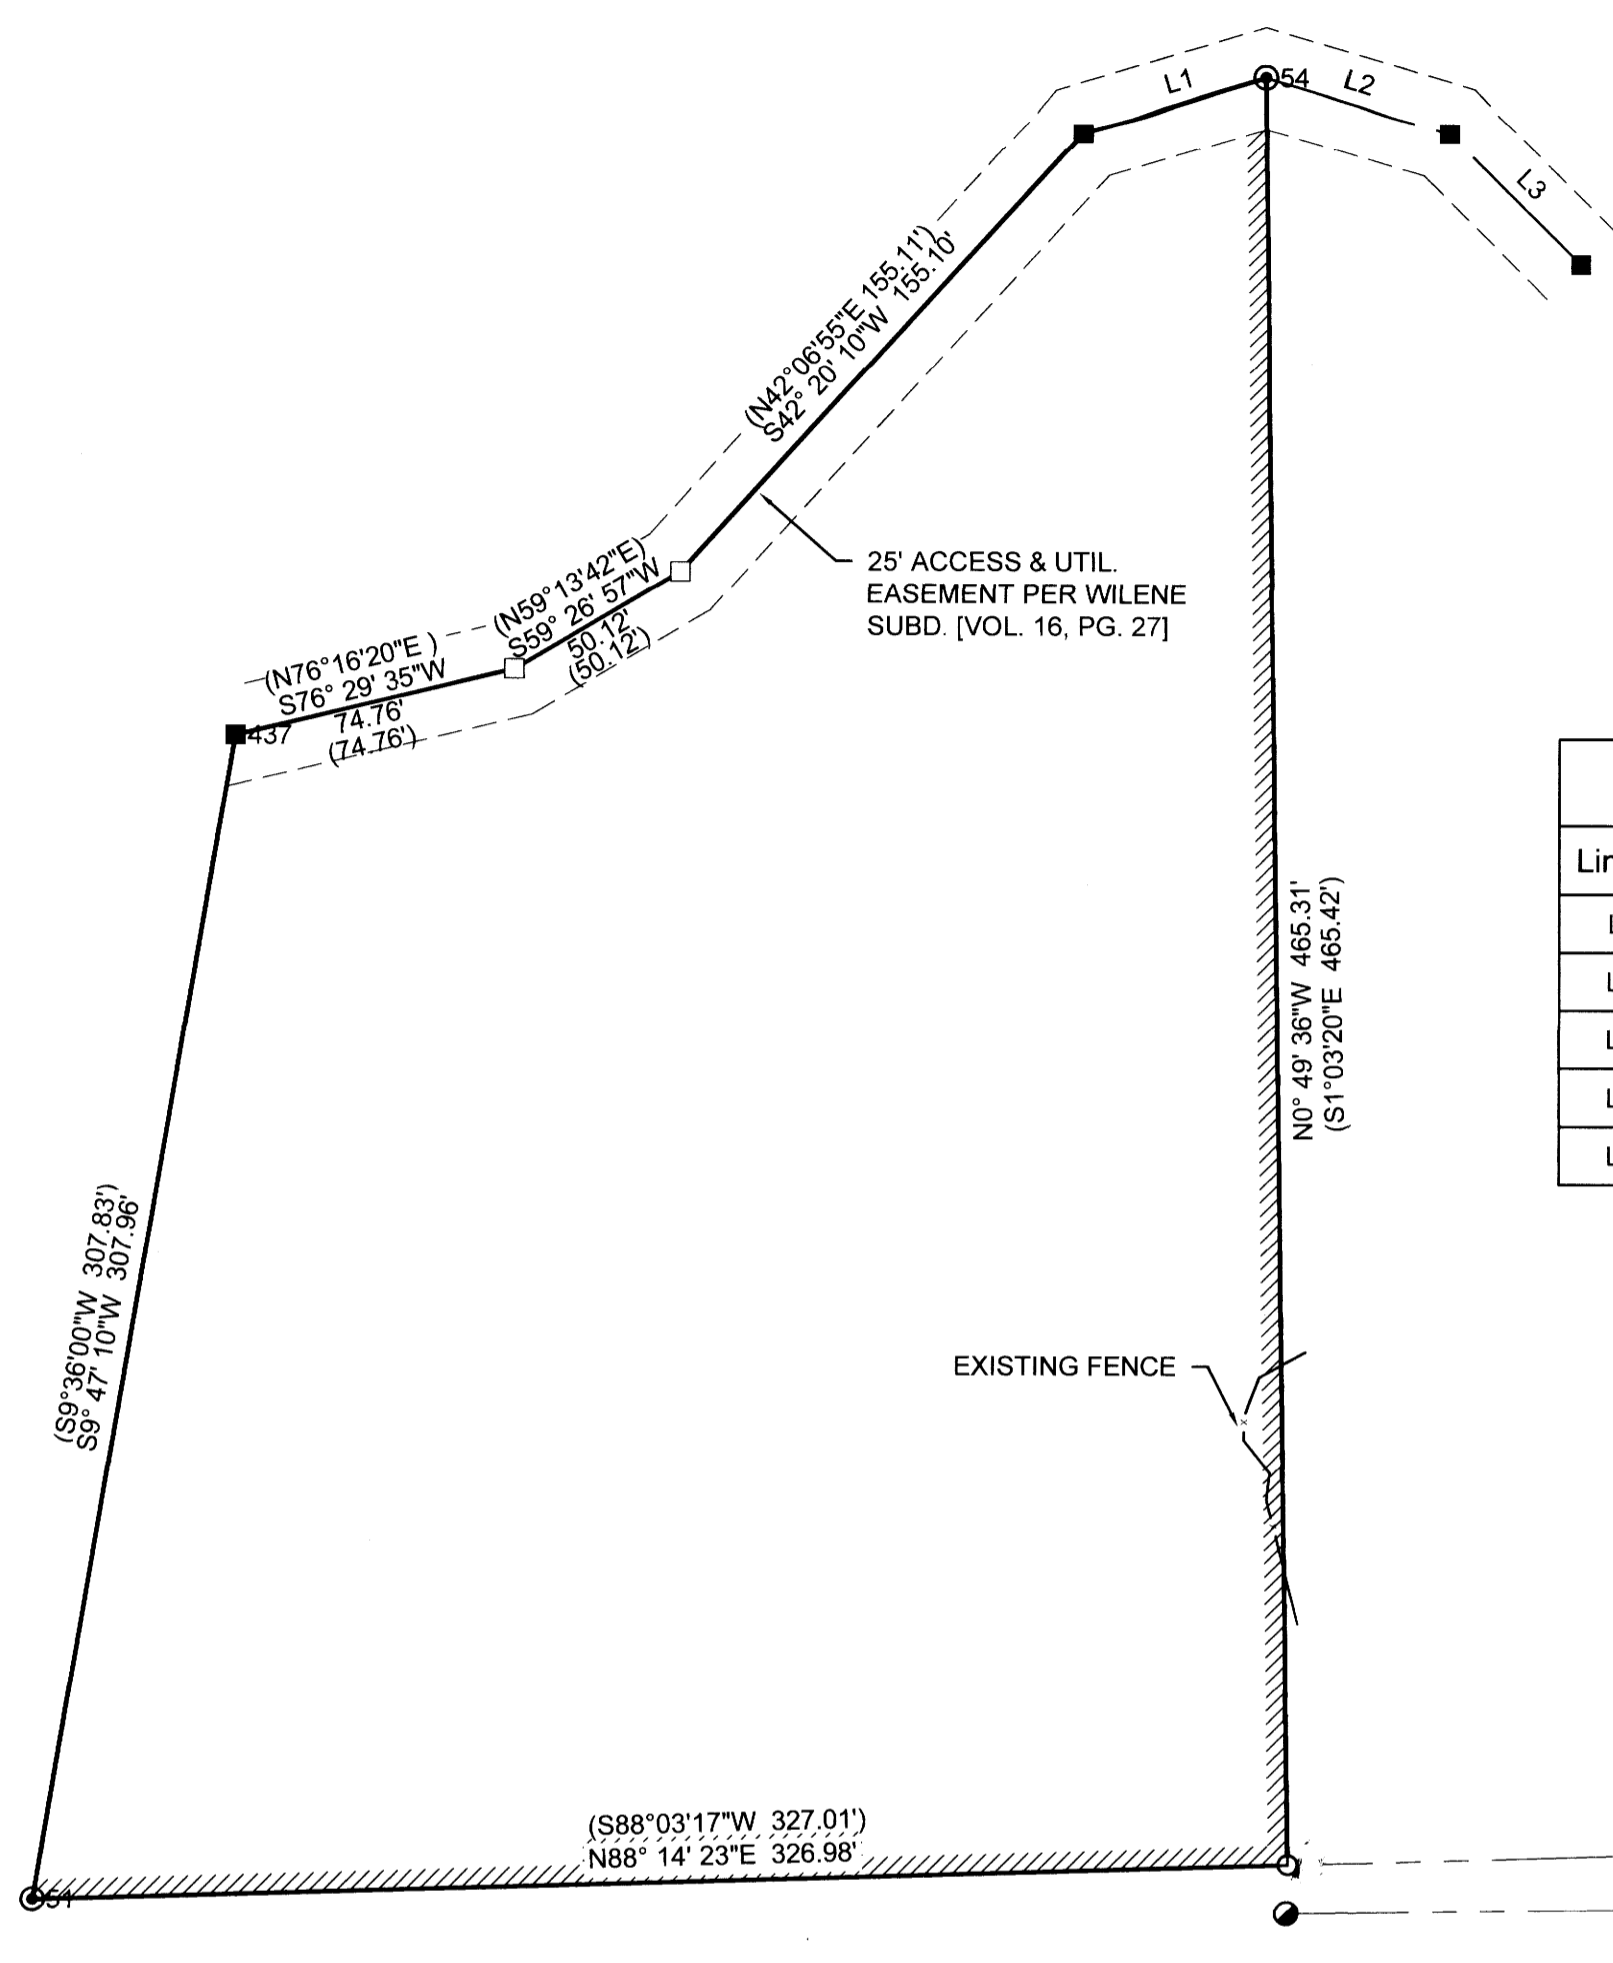 L1
54
L2
L3
(N42°06'55"E 155.11')
S42° 20' 10"W 155.10'
25' ACCESS & UTIL.
EASEMENT PER WILENE
SUBD. [VOL. 16, PG. 27]
(N59°13'42"E)
S59° 26' 57"W
50.12'
(50.12')
(N76°16'20"E )
S76° 29' 35"W
74.76'
(74.76')
437
N0° 49' 36"W 465.31'
(S1°03'20"E 465.42')
(S9°36'00"W 307.83')
S9° 47' 10"W 307.96'
EXISTING FENCE
(S88°03'17"W 327.01')
N88° 14' 23"E 326.98'
51